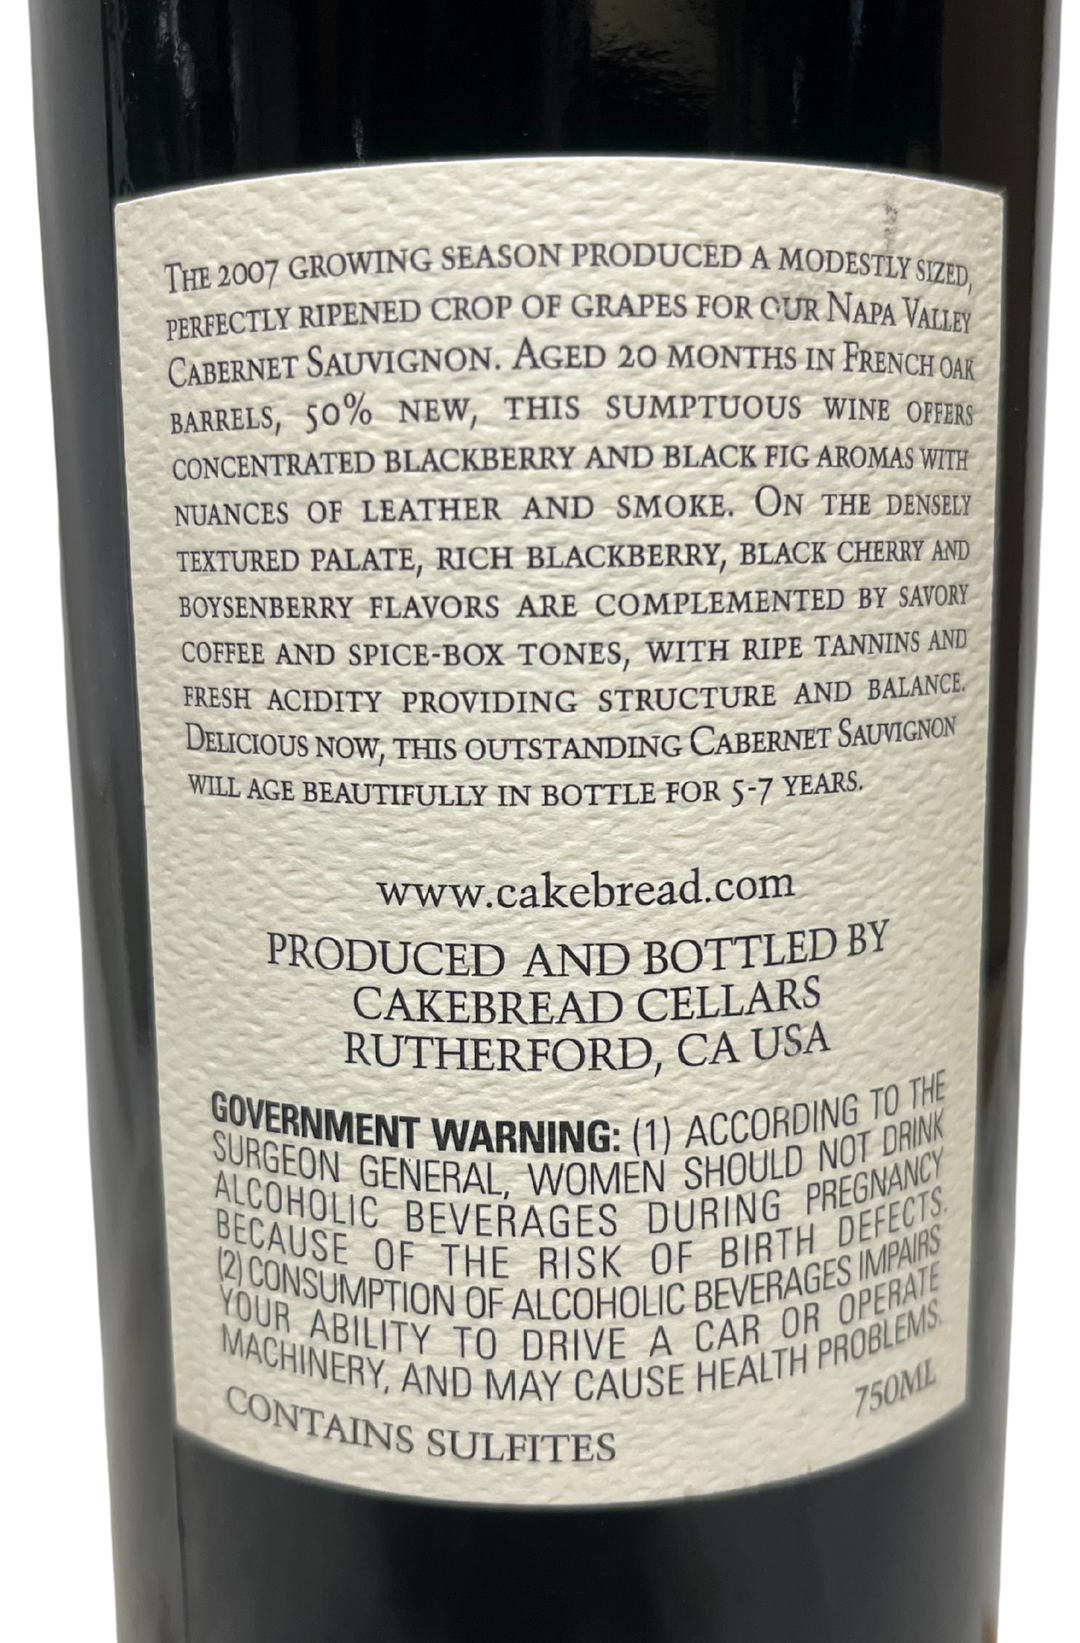 The 2007 growing season produced a modestly sized,
perfectly ripened crop of grapes for our Napa Valley
Cabernet Sauvignon. Aged 20 months in French oak
barrels, 50% new, this sumptuous wine offers
concentrated blackberry and black fig aromas with
nuances of leather and smoke. On the densely
textured palate, rich blackberry, black cherry and
boysenberry flavors are complemented by savory
coffee and spice-box tones, with ripe tannins and
fresh acidity providing structure and balance.
Delicious now, this outstanding Cabernet Sauvignon
will age beautifully in bottle for 5-7 years.
www.cakebread.com
PRODUCED AND BOTTLED BY
CAKEBREAD CELLARS
RUTHERFORD, CA USA
GOVERNMENT WARNING: (1) ACCORDING TO THE
SURGEON GENERAL, WOMEN SHOULD NOT DRINK
ALCOHOLIC BEVERAGES DURING PREGNANCY
BECAUSE OF THE RISK OF BIRTH DEFECTS.
(2) CONSUMPTION OF ALCOHOLIC BEVERAGES IMPAIRS
YOUR ABILITY TO DRIVE A CAR OR OPERATE
MACHINERY, AND MAY CAUSE HEALTH PROBLEMS.
CONTAINS SULFITES 750ML